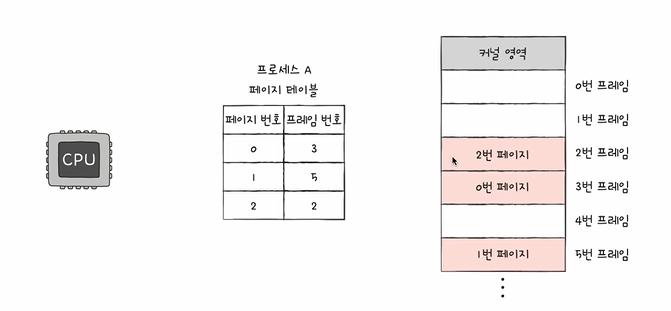 CPU
프로세스 A
페이지 테이블
페이지 번호 프레임 번호
0 3
1 5
2 2
커널 영역
0번 프레임
1번 프레임
2번 페이지 2번 프레임
0번 페이지 3번 프레임
4번 프레임
1번 페이지 5번 프레임